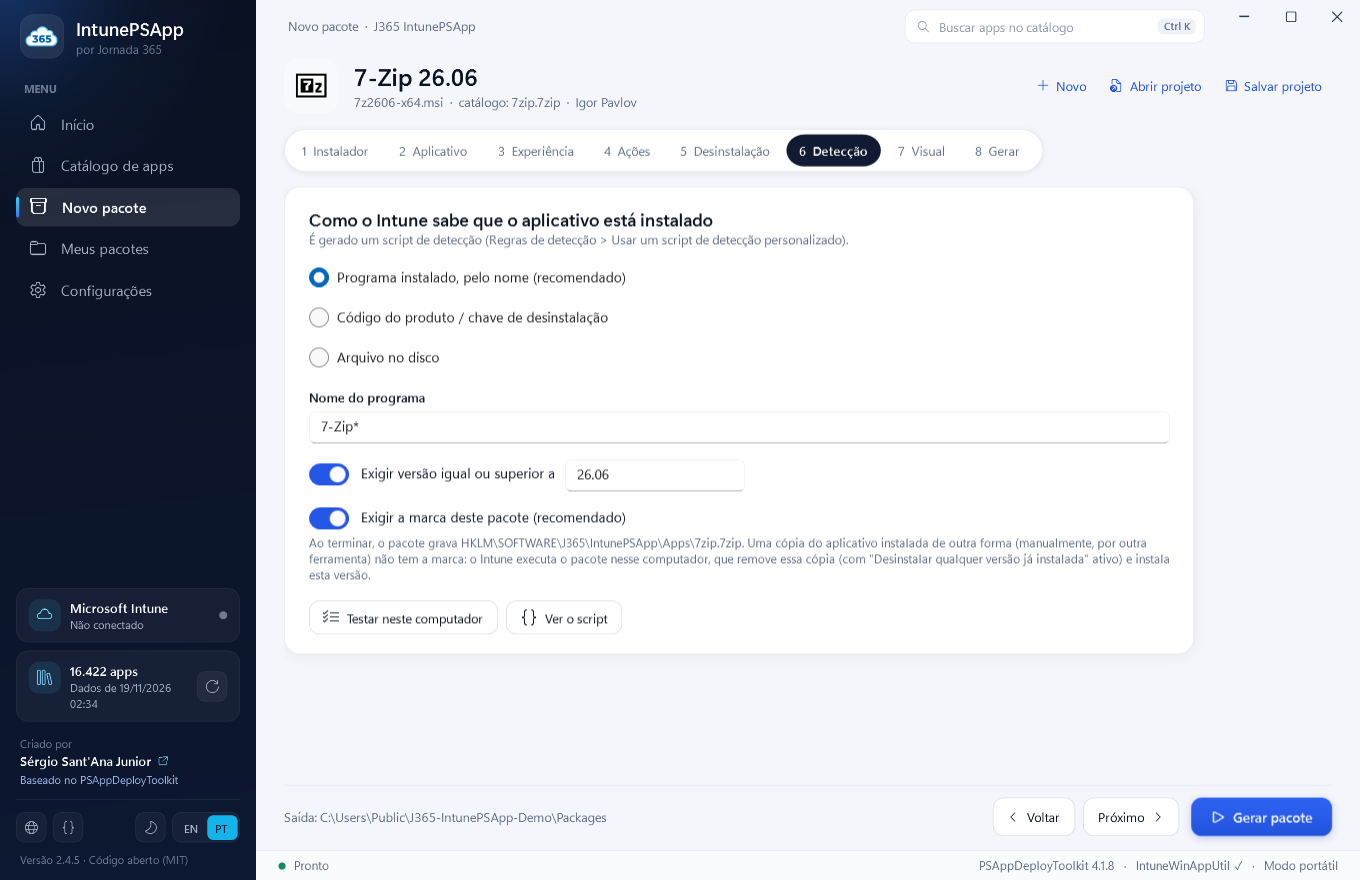 365
IntunePSApp
por Jornada 365
MENU
Início
Catálogo de apps
Novo pacote
Meus pacotes
Configurações
Microsoft Intune
Não conectado
16.422 apps
Dados de 19/11/2026
02:34
Criado por
Sérgio Sant'Ana Junior
Baseado no PSAppDeployToolkit
{}
EN PT
Versão 2.4.5 · Código aberto (MIT)
Novo pacote · J365 IntunePSApp
Buscar apps no catálogo Ctrl K
7z
7-Zip 26.06
7z2606-x64.msi · catálogo: 7zip.7zip · Igor Pavlov
Novo Abrir projeto Salvar projeto
1 Instalador 2 Aplicativo 3 Experiência 4 Ações 5 Desinstalação 6 Detecção 7 Visual 8 Gerar
Como o Intune sabe que o aplicativo está instalado
É gerado um script de detecção (Regras de detecção > Usar um script de detecção personalizado).
Programa instalado, pelo nome (recomendado)
Código do produto / chave de desinstalação
Arquivo no disco
Nome do programa
7-Zip*
Exigir versão igual ou superior a 26.06
Exigir a marca deste pacote (recomendado)
Ao terminar, o pacote grava HKLM\SOFTWARE\J365\IntunePSApp\Apps\7zip.7zip. Uma cópia do aplicativo instalada de outra forma (manualmente, por outra
ferramenta) não tem a marca: o Intune executa o pacote nesse computador, que remove essa cópia (com "Desinstalar qualquer versão já instalada" ativo) e instala
esta versão.
Testar neste computador {} Ver o script
Saída: C:\Users\Public\J365-IntunePSApp-Demo\Packages
Voltar Próximo Gerar pacote
Pronto
PSAppDeployToolkit 4.1.8 · IntuneWinAppUtil ✓ · Modo portátil